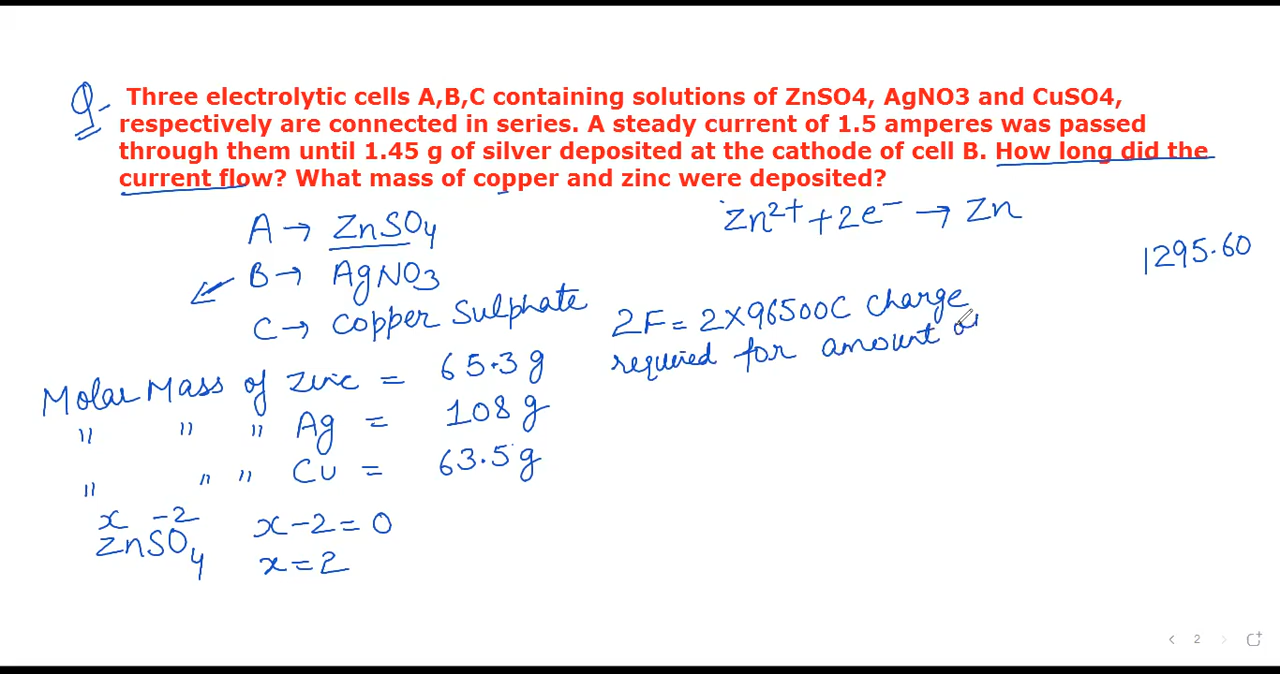 Q- Three electrolytic cells A,B,C containing solutions of ZnSO4, AgNO3 and CuSO4,
respectively are connected in series. A steady current of 1.5 amperes was passed
through them until 1.45 g of silver deposited at the cathode of cell B. How long did the
current flow? What mass of copper and zinc were deposited?
A → ZnSO4
B → AgNO3
C → Copper Sulphate
Molar Mass of zinc = 65.3 g
" " " Ag = 108 g
" " " Cu = 63.5 g
x -2
ZnSO4 x-2=0
x=2
Zn2+ +2e- → Zn
1295.60
2F = 2X96500C charge
required for amount
2